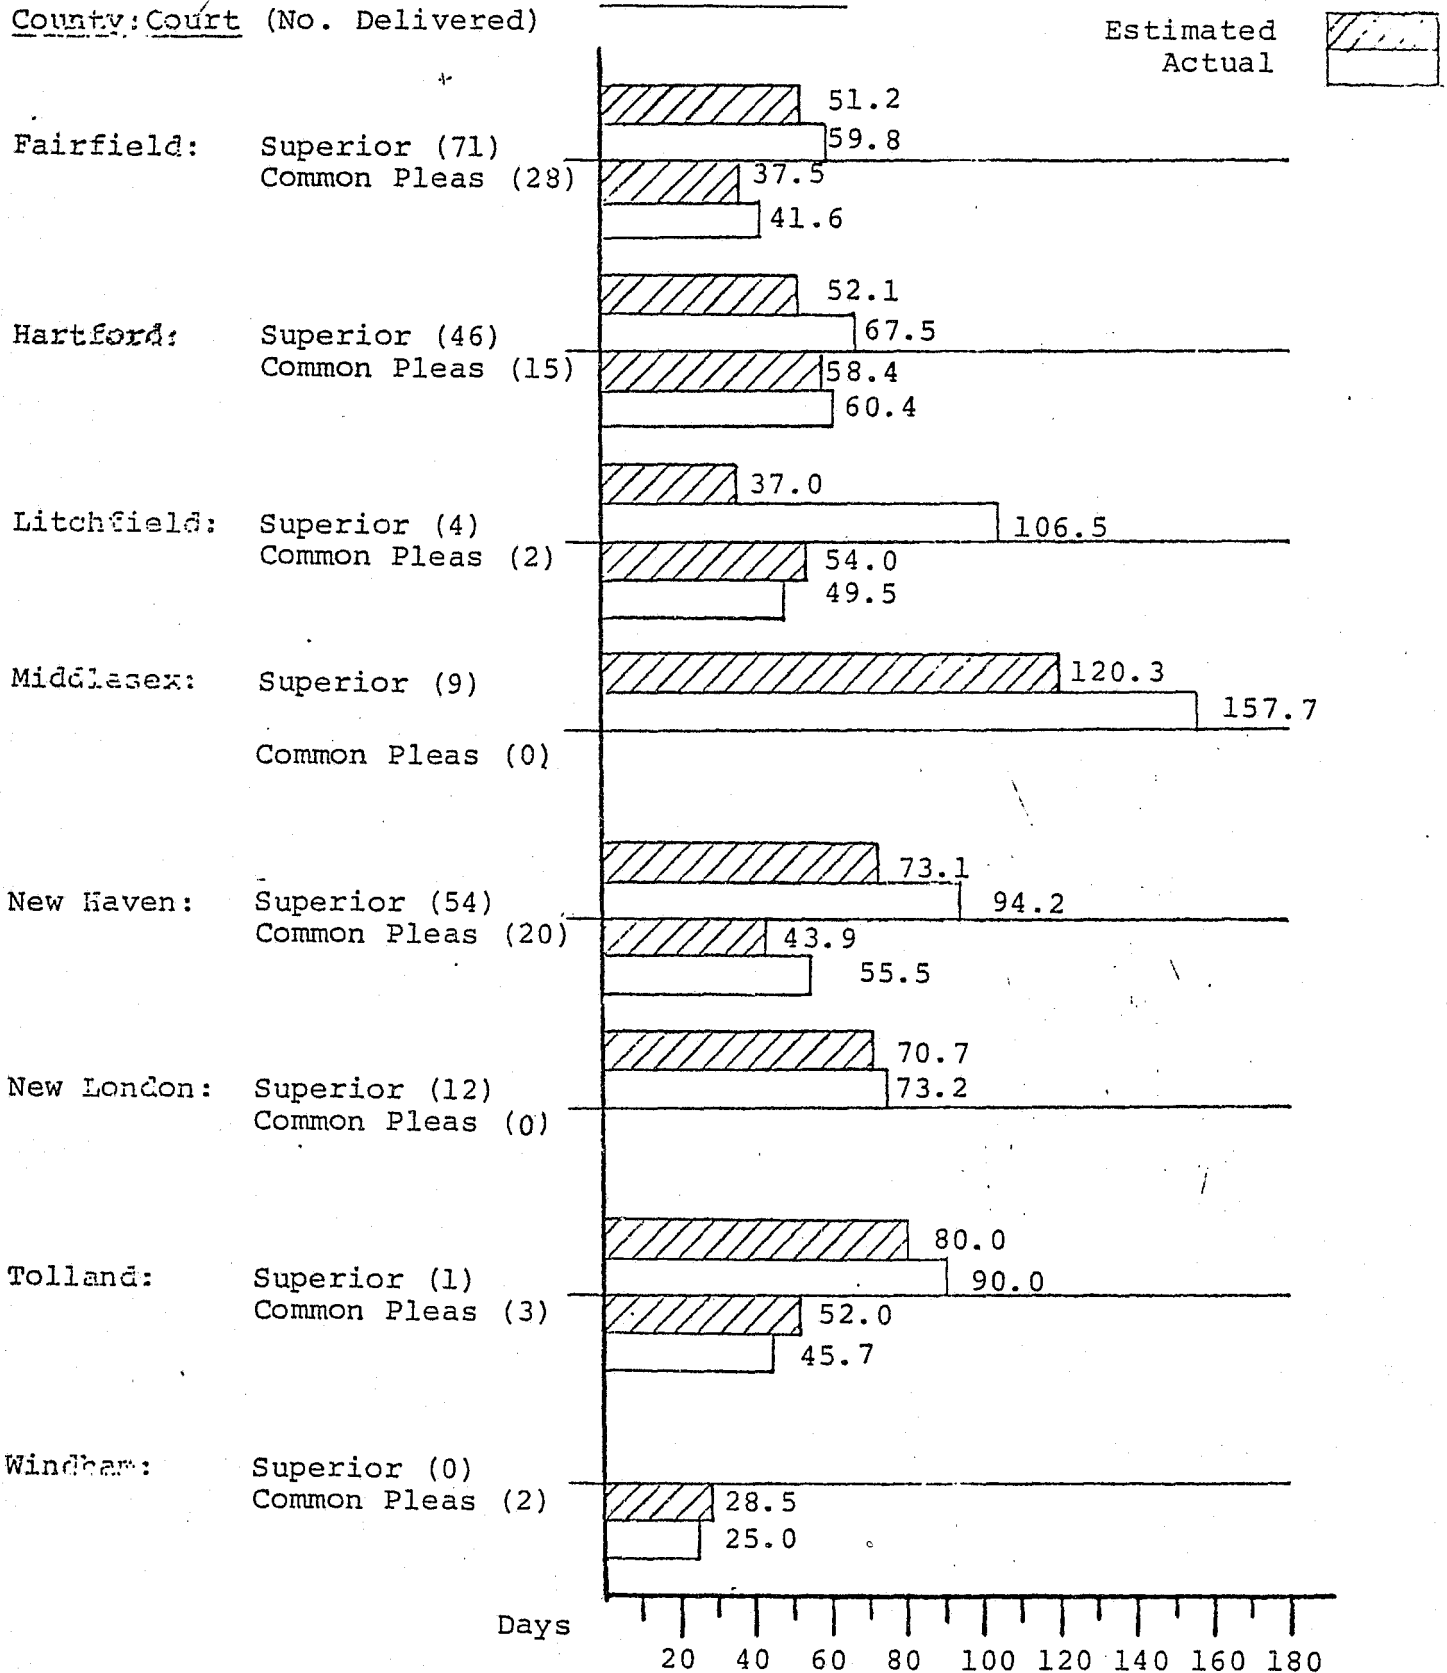 County:Court (No. Delivered)
Estimated
Actual
51.2
Fairfield: Superior (71) 59.8
Common Pleas (28) 37.5
41.6
52.1
Hartford: Superior (46) 67.5
Common Pleas (15) 58.4
60.4
37.0
Litchfield: Superior (4) 106.5
Common Pleas (2) 54.0
49.5
Middlesex: Superior (9) 120.3
157.7
Common Pleas (0)
73.1
New Haven: Superior (54) 94.2
Common Pleas (20) 43.9
55.5
70.7
New London: Superior (12) 73.2
Common Pleas (0)
80.0
Tolland: Superior (1) 90.0
Common Pleas (3) 52.0
45.7
Windham: Superior (0)
Common Pleas (2) 28.5
25.0
Days
20 40 60 80 100 120 140 160 180